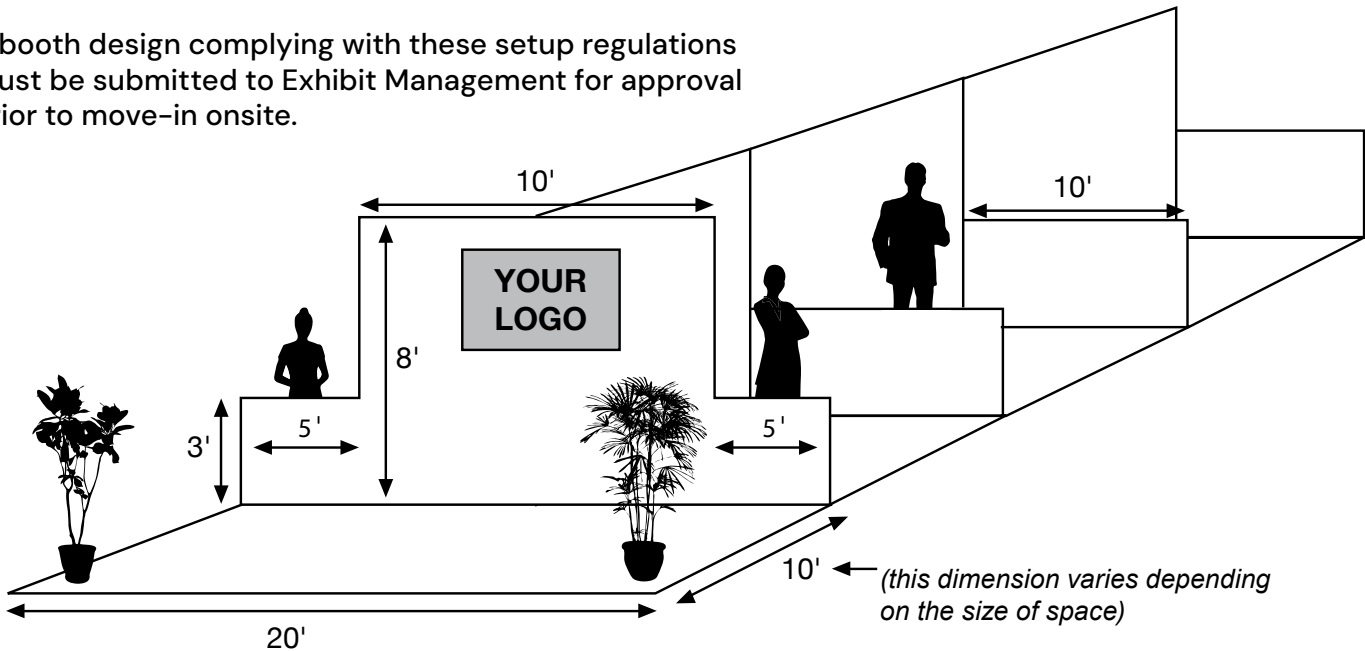 booth design complying with these setup regulations
ust be submitted to Exhibit Management for approval
ior to move-in onsite.
10'
10'
YOUR
LOGO
8'
3'
5'
5'
10'
(this dimension varies depending
on the size of space)
20'